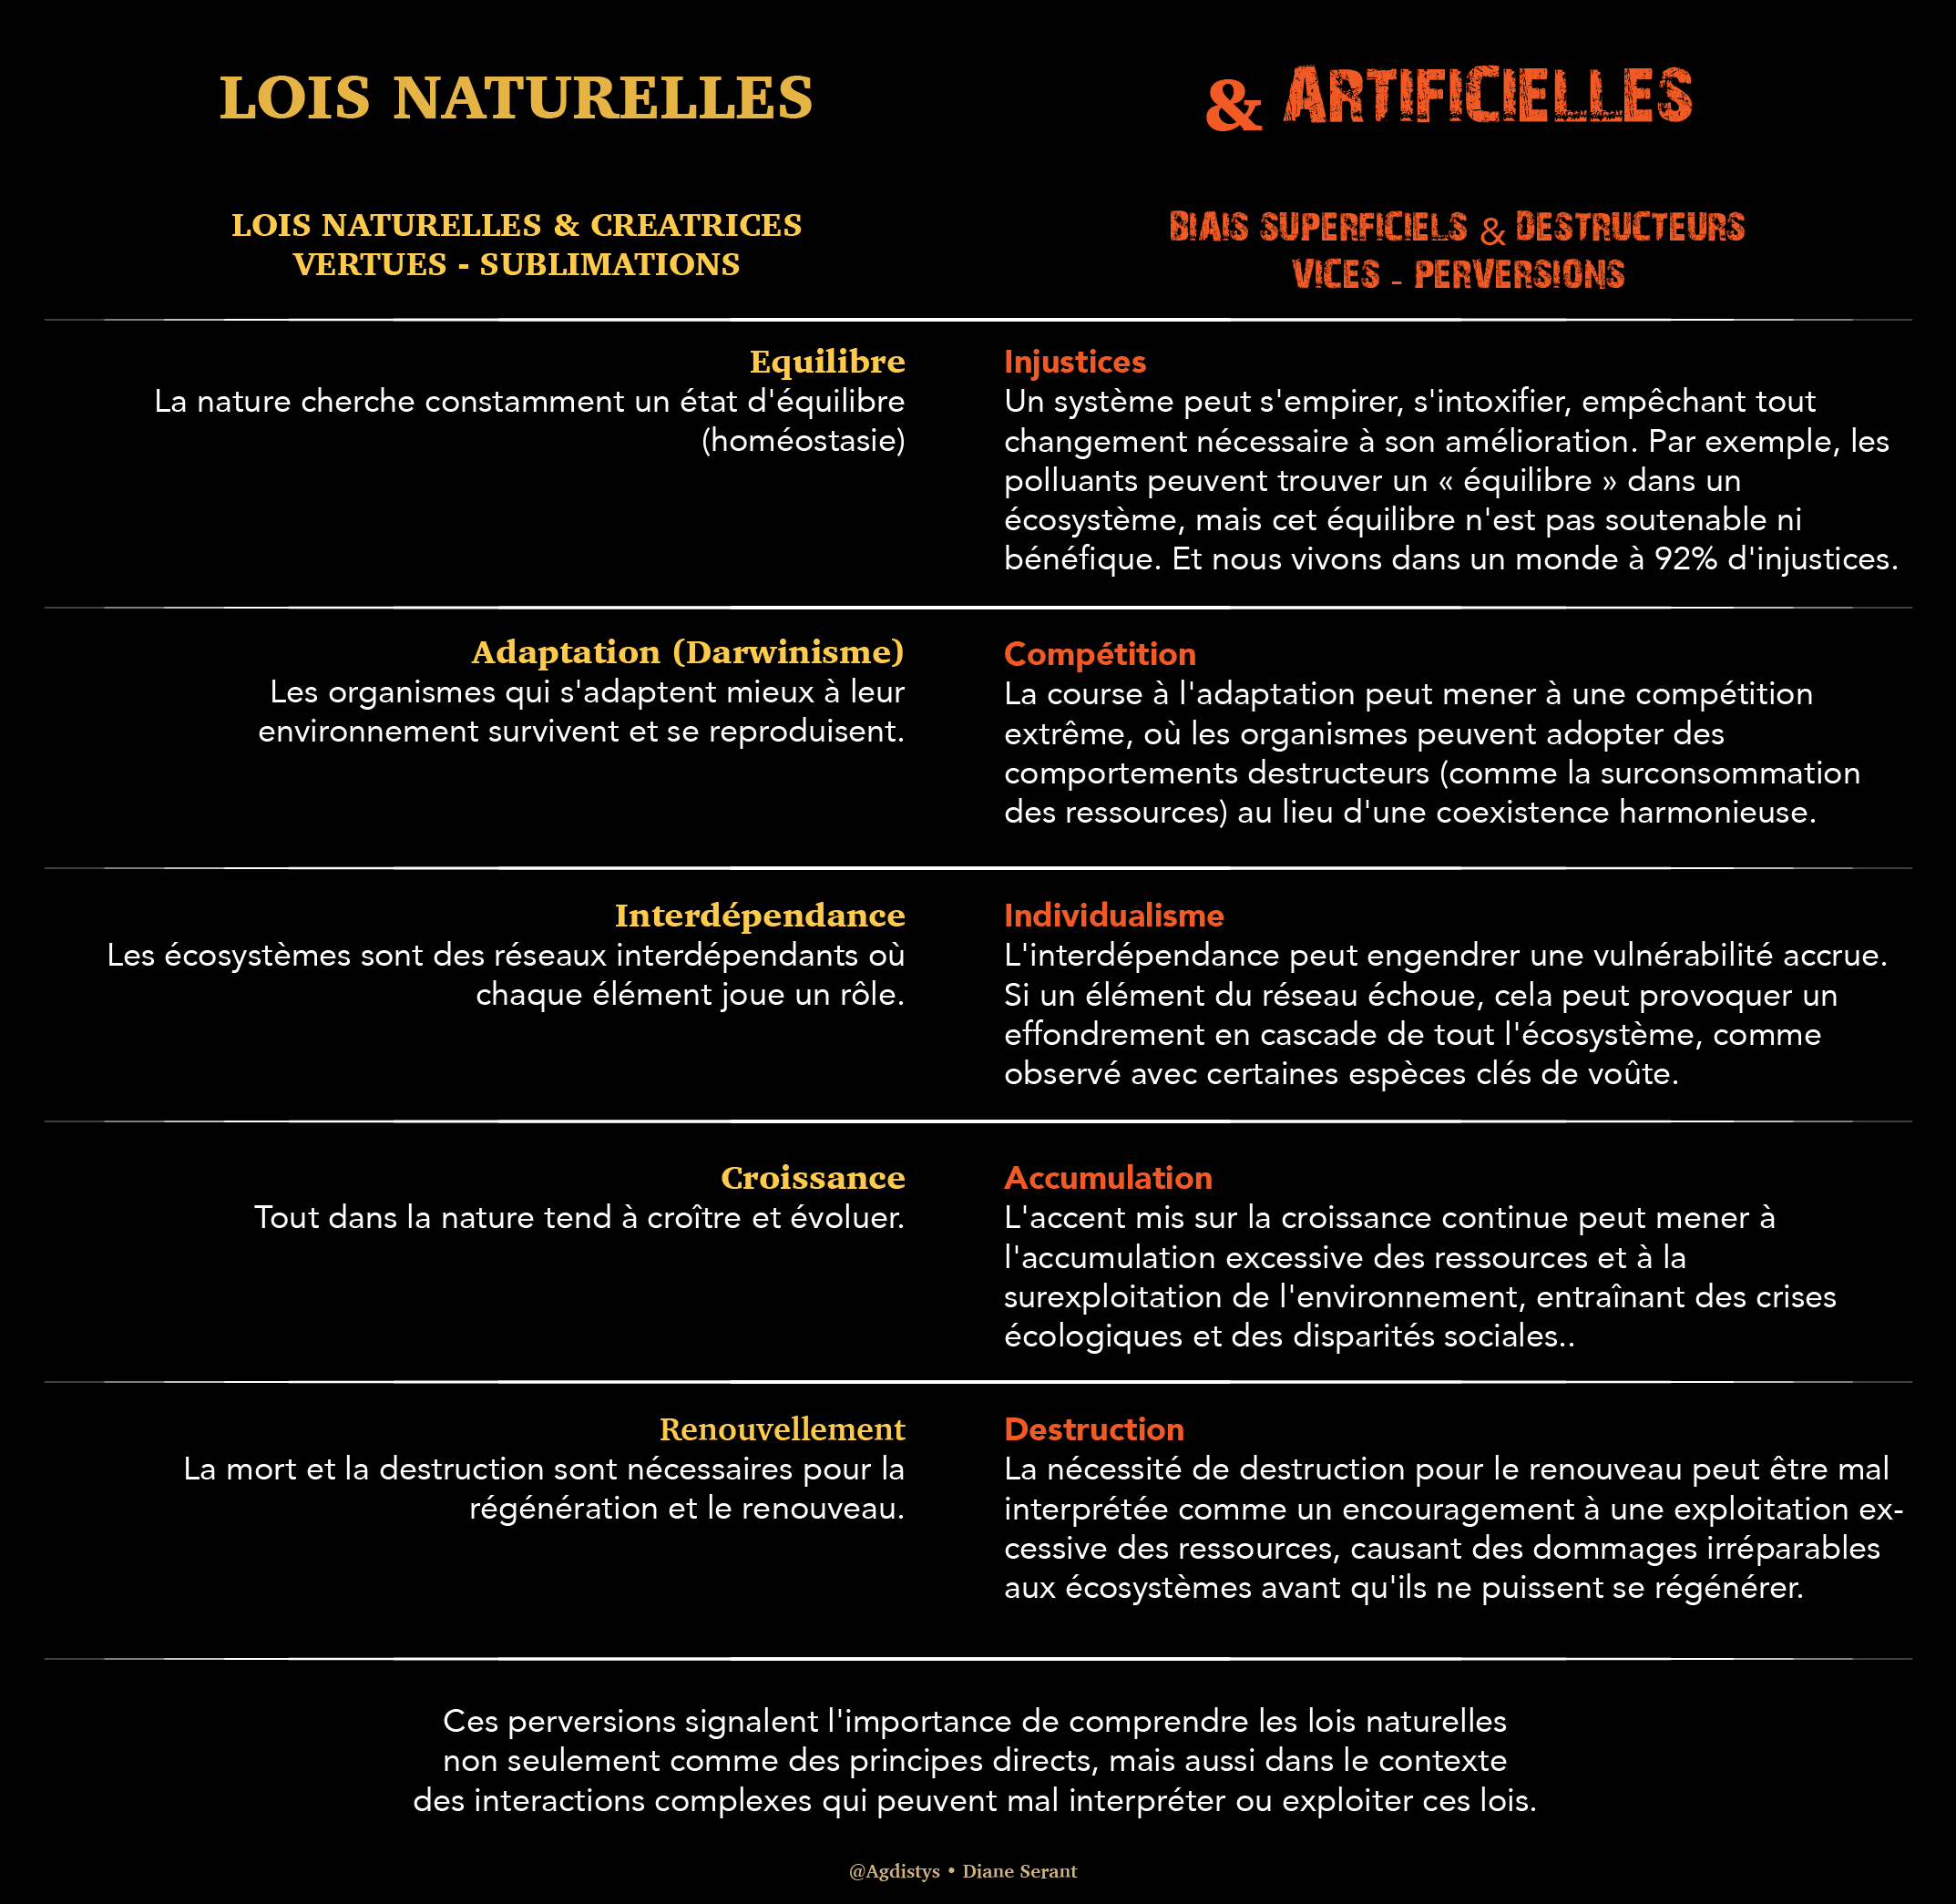 LOIS NATURELLES
& ARTIFICIELLES
LOIS NATURELLES & CREATRICES
VERTUES - SUBLIMATIONS
BIAIS SUPERFICIELS & DESTRUCTEURS
VICES - PERVERSIONS
Equilibre
La nature cherche constamment un état d'équilibre
(homéostasie)
Injustices
Un système peut s'empirer, s'intoxifier, empêchant tout
changement nécessaire à son amélioration. Par exemple, les
polluants peuvent trouver un « équilibre » dans un
écosystème, mais cet équilibre n'est pas soutenable ni
bénéfique. Et nous vivons dans un monde à 92% d'injustices.
Adaptation (Darwinisme)
Les organismes qui s'adaptent mieux à leur
environnement survivent et se reproduisent.
Compétition
La course à l'adaptation peut mener à une compétition
extrême, où les organismes peuvent adopter des
comportements destructeurs (comme la surconsommation
des ressources) au lieu d'une coexistence harmonieuse.
Interdépendance
Les écosystèmes sont des réseaux interdépendants où
chaque élément joue un rôle.
Individualisme
L'interdépendance peut engendrer une vulnérabilité accrue.
Si un élément du réseau échoue, cela peut provoquer un
effondrement en cascade de tout l'écosystème, comme
observé avec certaines espèces clés de voûte.
Croissance
Tout dans la nature tend à croître et évoluer.
Accumulation
L'accent mis sur la croissance continue peut mener à
l'accumulation excessive des ressources et à la
surexploitation de l'environnement, entraînant des crises
écologiques et des disparités sociales..
Renouvellement
La mort et la destruction sont nécessaires pour la
régénération et le renouveau.
Destruction
La nécessité de destruction pour le renouveau peut être mal
interprétée comme un encouragement à une exploitation ex-
cessive des ressources, causant des dommages irréparables
aux écosystèmes avant qu'ils ne puissent se régénérer.
Ces perversions signalent l'importance de comprendre les lois naturelles
non seulement comme des principes directs, mais aussi dans le contexte
des interactions complexes qui peuvent mal interpréter ou exploiter ces lois.
@Agdistys • Diane Serant